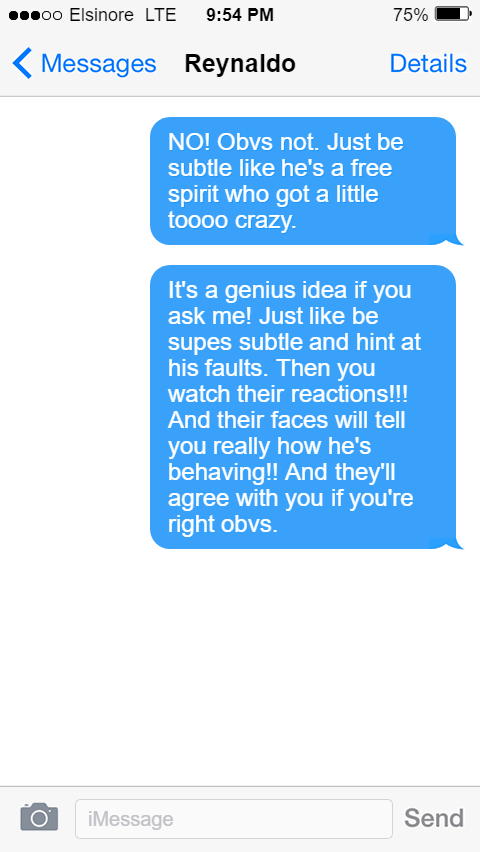 Elsinore LTE 9:54 PM 75%
Messages Reynaldo Details
NO! Obvs not. Just be
subtle like he's a free
spirit who got a little
toooo crazy.
It's a genius idea if you
ask me! Just like be
supes subtle and hint at
his faults. Then you
watch their reactions!!!
And their faces will tell
you really how he's
behaving!! And they'll
agree with you if you're
right obvs.
iMessage Send